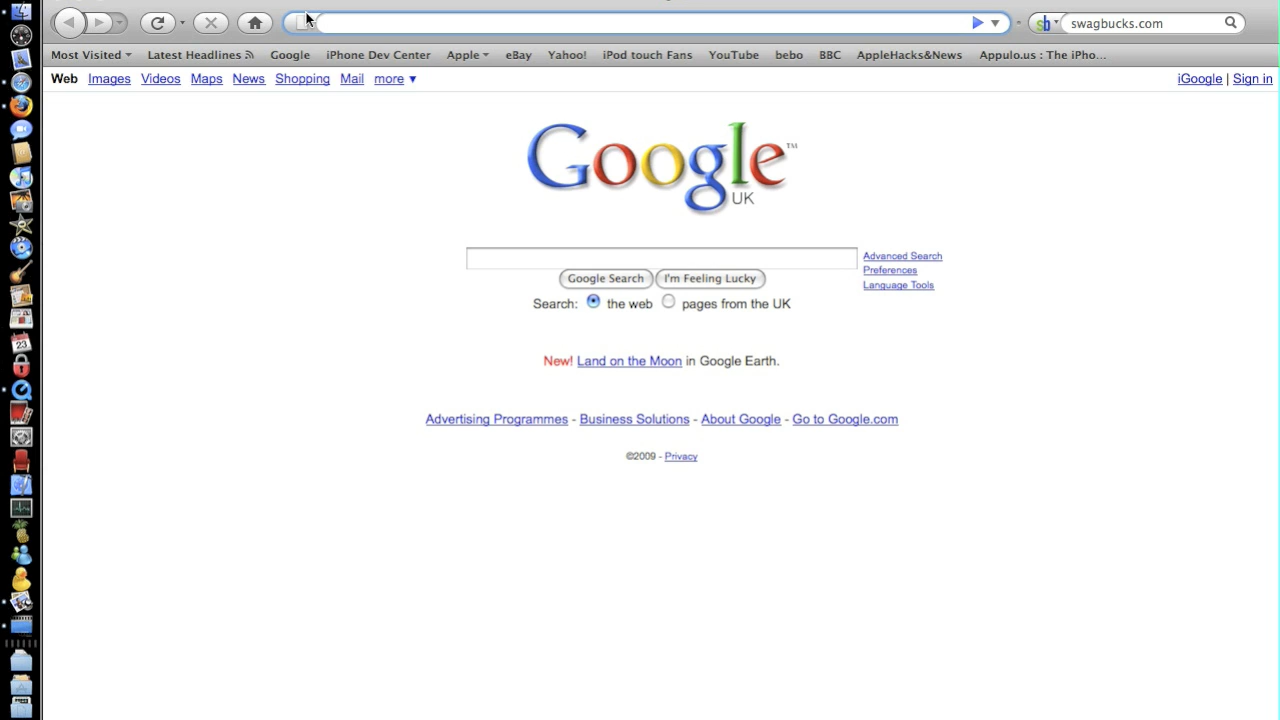 swagbucks.com
Most Visited Latest Headlines Google iPhone Dev Center Apple eBay Yahoo! iPod touch Fans YouTube bebo BBC AppleHacks&News Appulo.us : The iPho...
Web Images Videos Maps News Shopping Mail more ▼ iGoogle | Sign in
Google™
UK
Advanced Search
Preferences
Language Tools
Google Search I'm Feeling Lucky
Search: the web pages from the UK
New! Land on the Moon in Google Earth.
Advertising Programmes - Business Solutions - About Google - Go to Google.com
©2009 - Privacy
23